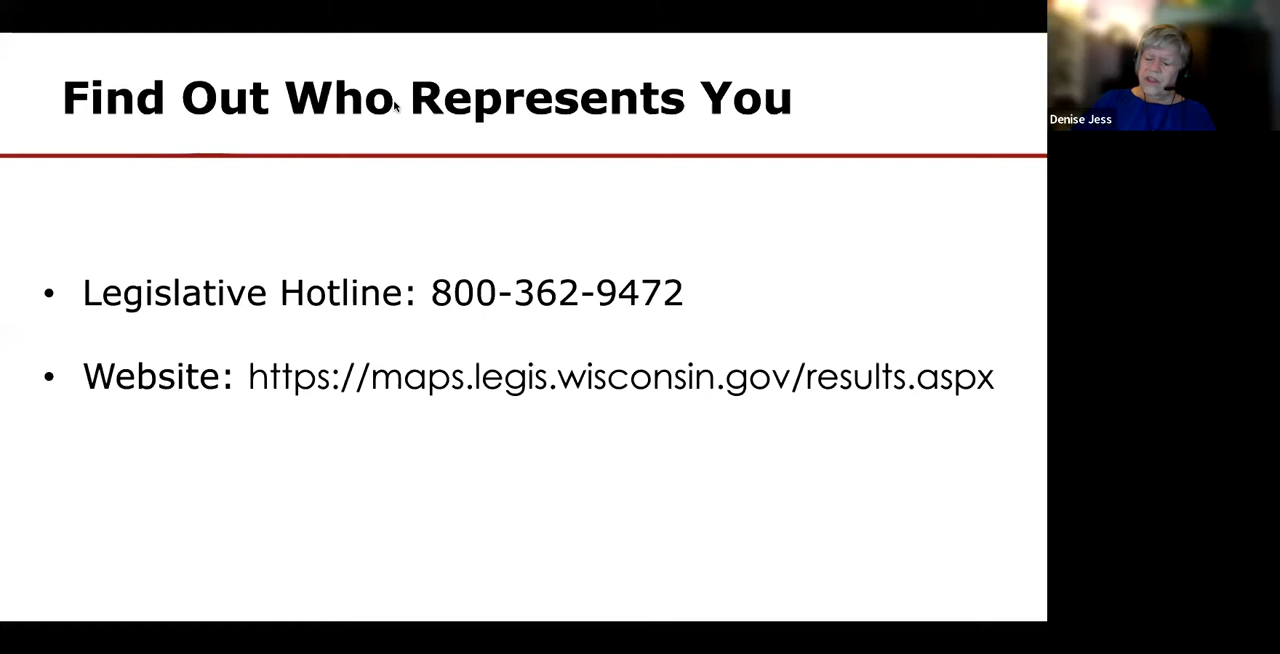 Find Out Who Represents You
Denise Jess
• Legislative Hotline: 800-362-9472
• Website: https://maps.legis.wisconsin.gov/results.aspx